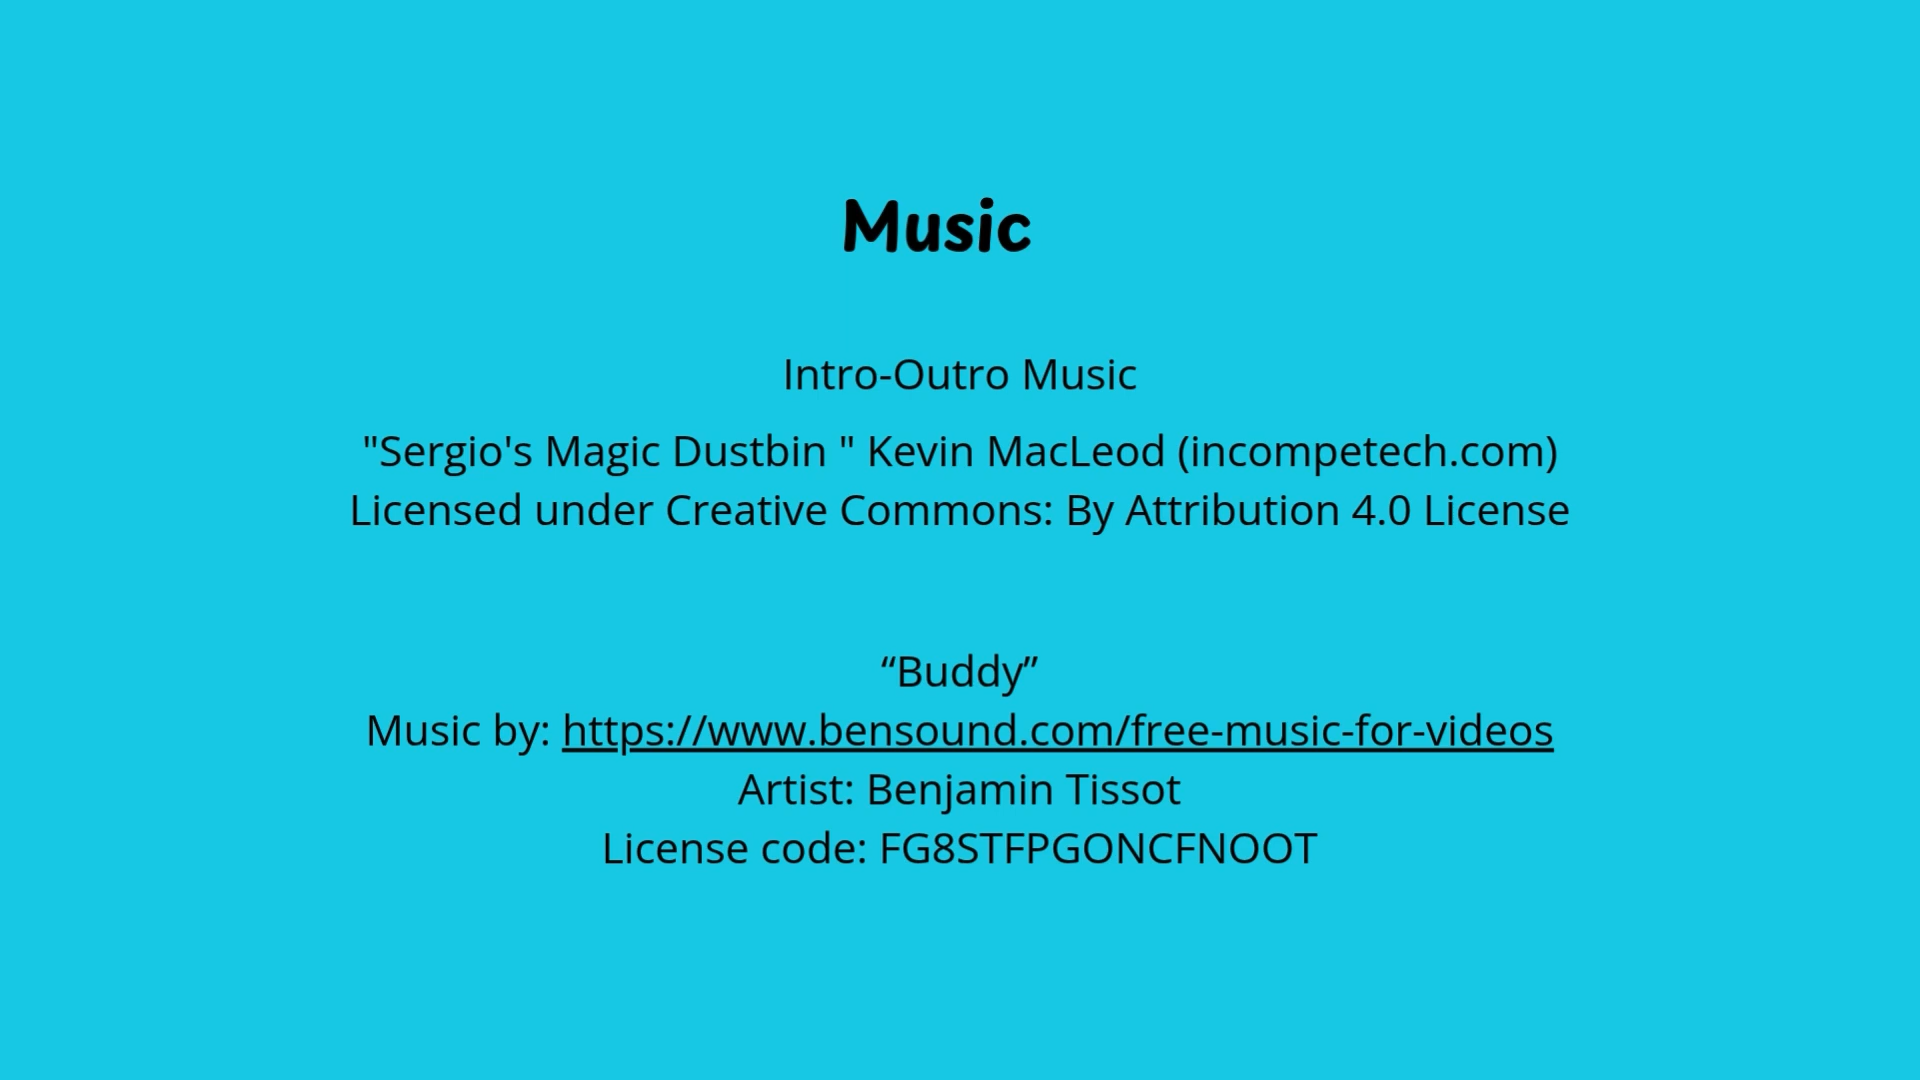 Music
Intro-Outro Music
"Sergio's Magic Dustbin " Kevin MacLeod (incompetech.com)
Licensed under Creative Commons: By Attribution 4.0 License
“Buddy”
Music by: https://www.bensound.com/free-music-for-videos
Artist: Benjamin Tissot
License code: FG8STFPGONCFNOOT